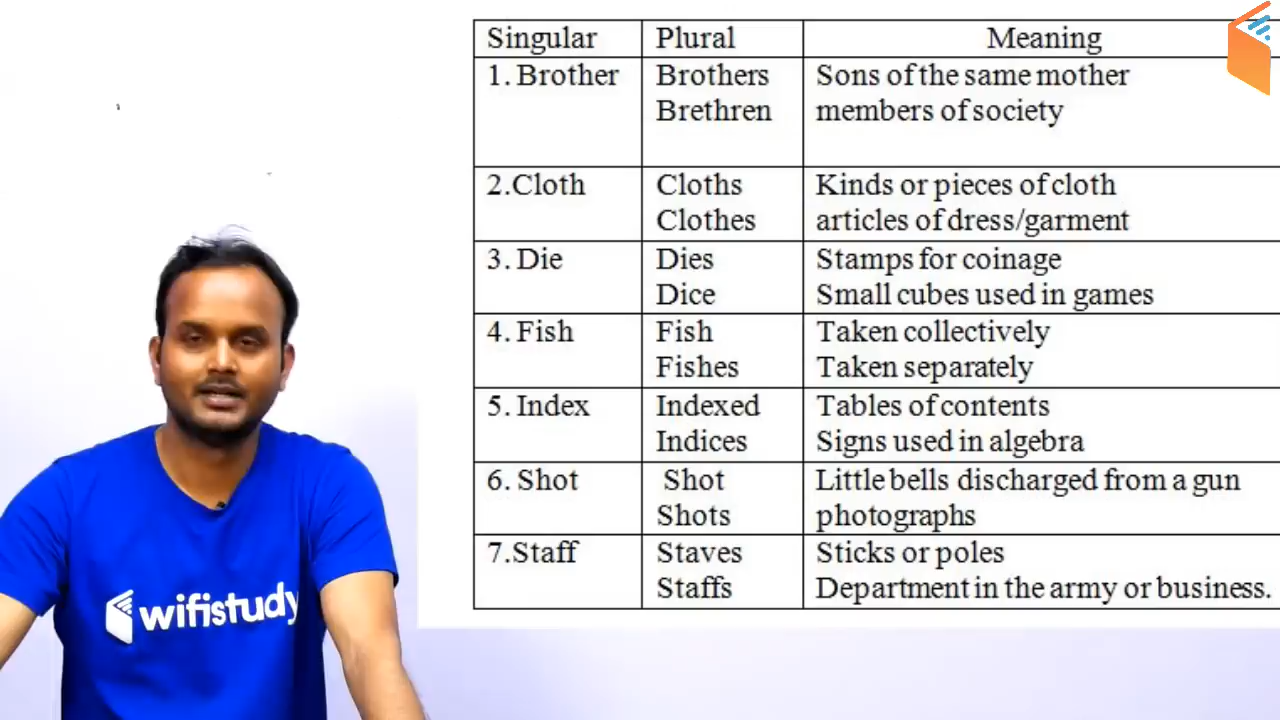 Singular Plural Meaning
1. Brother Brothers Sons of the same mother
Brethren members of society
2.Cloth Cloths Kinds or pieces of cloth
Clothes articles of dress/garment
3. Die Dies Stamps for coinage
Dice Small cubes used in games
4. Fish Fish Taken collectively
Fishes Taken separately
5. Index Indexed Tables of contents
Indices Signs used in algebra
6. Shot Shot Little bells discharged from a gun
Shots photographs
7.Staff Staves Sticks or poles
Staffs Department in the army or business.
wifistudy